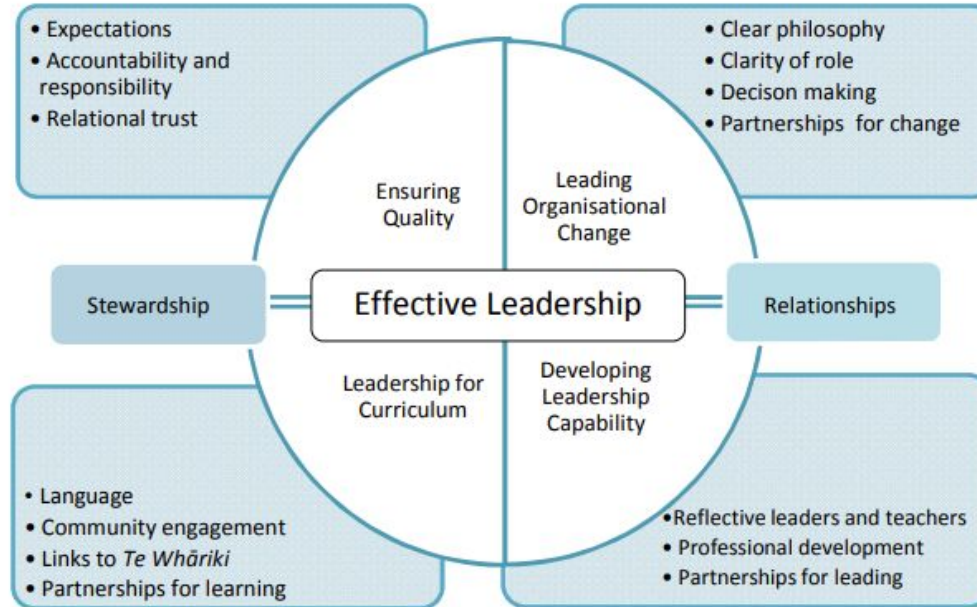 • Expectations
• Accountability and
responsibility
• Relational trust
• Clear philosophy
• Clarity of role
• Decison making
• Partnerships for change
Ensuring
Quality
Leading
Organisational
Change
Stewardship
Effective Leadership
Relationships
Leadership for
Curriculum
Developing
Leadership
Capability
• Language
• Community engagement
• Links to Te Whāriki
• Partnerships for learning
•Reflective leaders and teachers
• Professional development
• Partnerships for leading